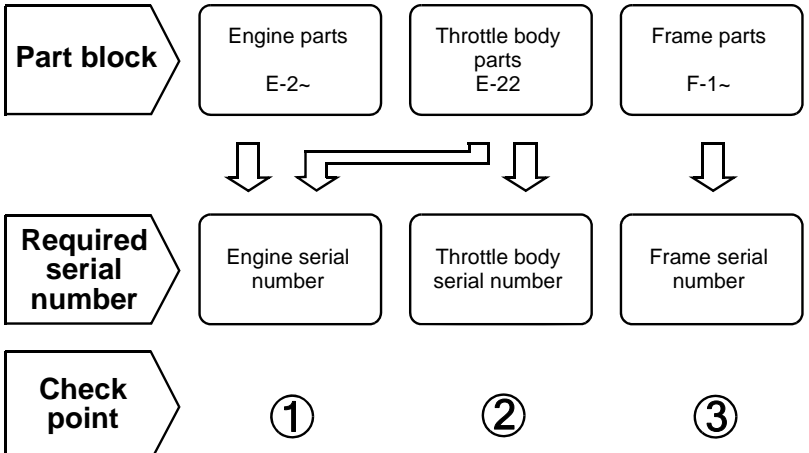 Part block
Engine parts
E-2~
Throttle body
parts
E-22
Frame parts
F-1~
Required
serial
number
Engine serial
number
Throttle body
serial number
Frame serial
number
Check
point
①
②
③